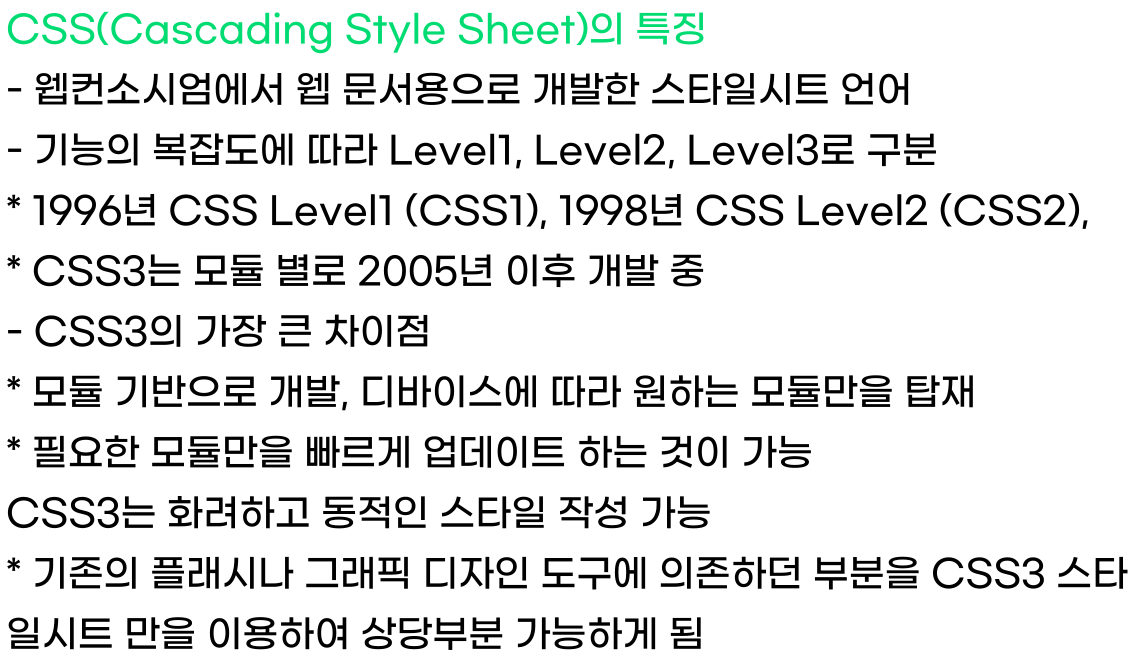 CSS(Cascading Style Sheet)의 특징
- 웹컨소시엄에서 웹 문서용으로 개발한 스타일시트 언어
- 기능의 복잡도에 따라 Level1, Level2, Level3로 구분
* 1996년 CSS Level1 (CSS1), 1998년 CSS Level2 (CSS2),
* CSS3는 모듈 별로 2005년 이후 개발 중
- CSS3의 가장 큰 차이점
* 모듈 기반으로 개발, 디바이스에 따라 원하는 모듈만을 탑재
* 필요한 모듈만을 빠르게 업데이트 하는 것이 가능
CSS3는 화려하고 동적인 스타일 작성 가능
* 기존의 플래시나 그래픽 디자인 도구에 의존하던 부분을 CSS3 스타
일시트 만을 이용하여 상당부분 가능하게 됨